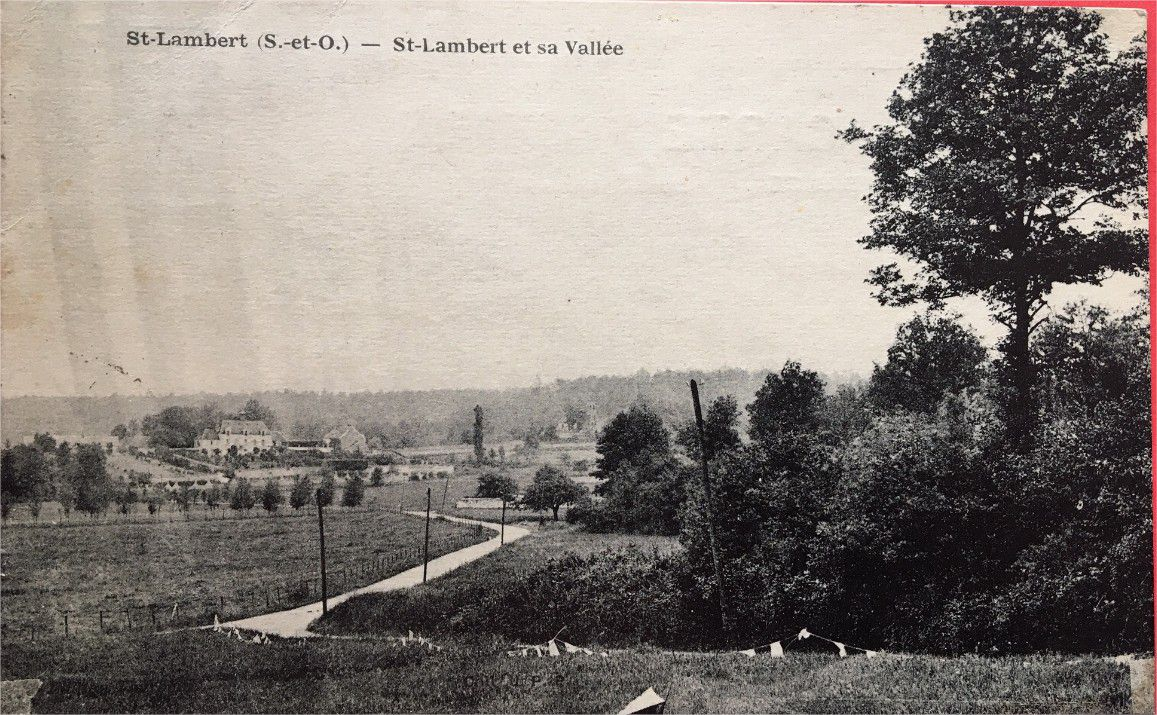 St-Lambert (S.-et-O.) — St-Lambert et sa Vallée